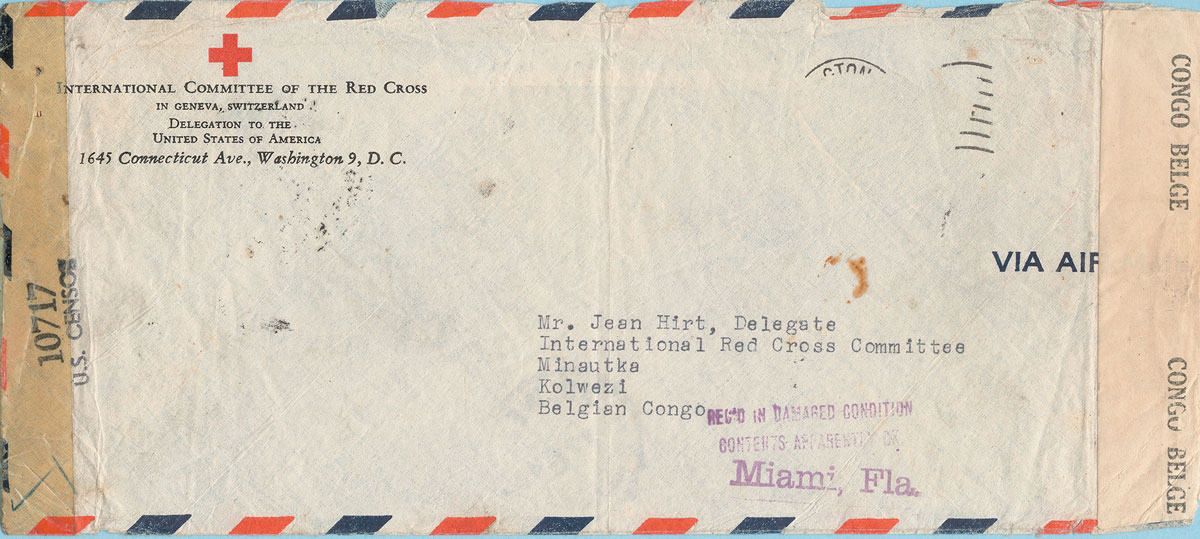 INTERNATIONAL COMMITTEE OF THE RED CROSS
IN GENEVA, SWITZERLAND
DELEGATION TO THE
UNITED STATES OF AMERICA
1645 Connecticut Ave., Washington 9, D. C.
VIA AIR
10717
U.S. CENSOR
Mr. Jean Hirt, Delegate
International Red Cross Committee
Minautka
Kolwezi
Belgian Congo
REC'D IN DAMAGED CONDITION
CONTENTS APPARENTLY OK
Miami, Fla.
CONGO BELGE
CONGO BELGE